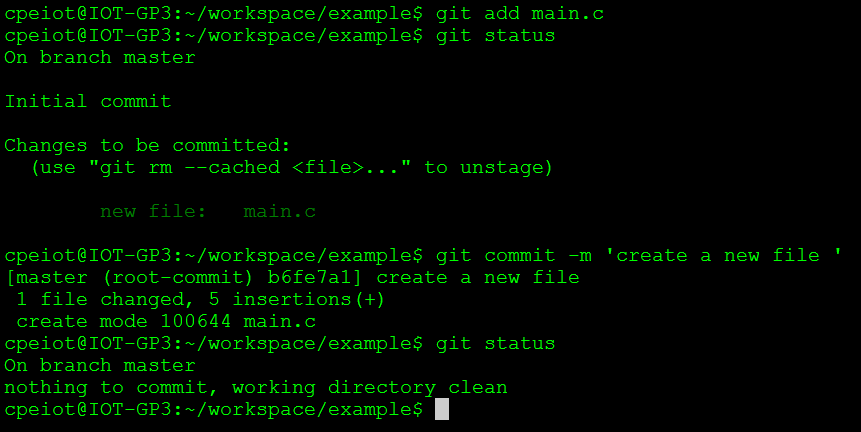 cpeiot@IOT-GP3:~/workspace/example$ git add main.c
cpeiot@IOT-GP3:~/workspace/example$ git status
On branch master
Initial commit
Changes to be committed:
  (use "git rm --cached <file>..." to unstage)
        new file:   main.c
cpeiot@IOT-GP3:~/workspace/example$ git commit -m 'create a new file '
[master (root-commit) b6fe7a1] create a new file
 1 file changed, 5 insertions(+)
 create mode 100644 main.c
cpeiot@IOT-GP3:~/workspace/example$ git status
On branch master
nothing to commit, working directory clean
cpeiot@IOT-GP3:~/workspace/example$